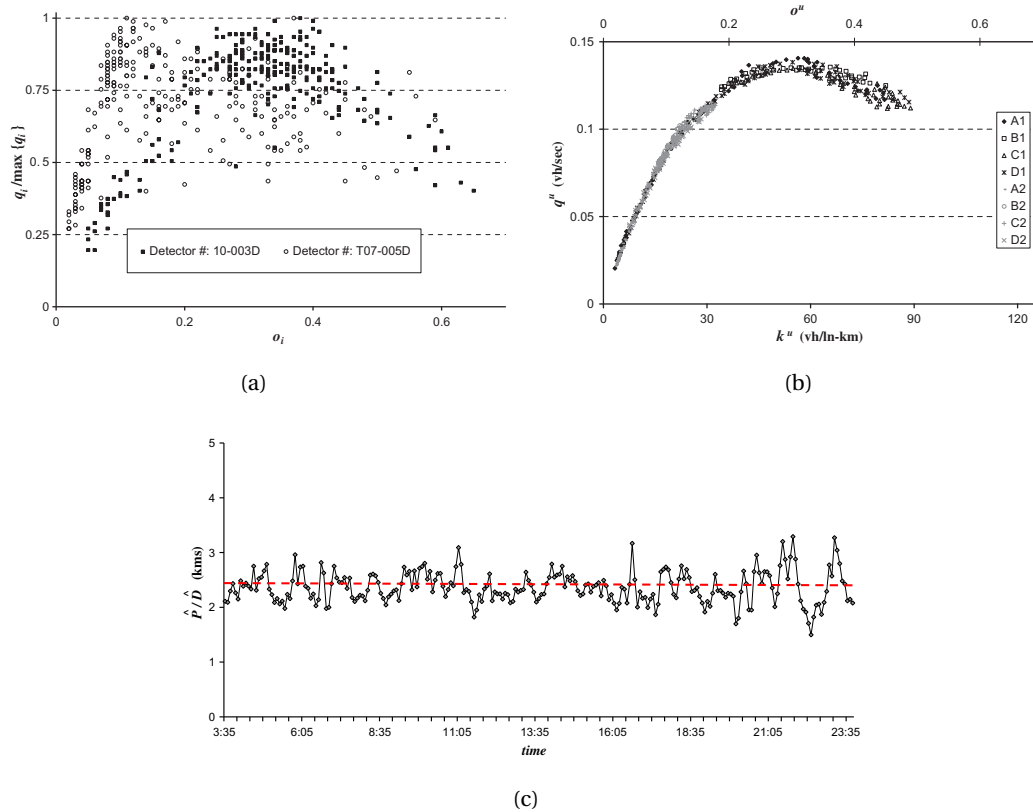 1
0.75
0.5
0.25
0
q_i /max {q_i}
Detector #: 10-003D
Detector #: T07-005D
0 0.2 0.4 0.6
o_i
(a)
o^u
0 0.2 0.4 0.6
0.15
0.1
0.05
0
q^u (vh/sec)
A1
B1
C1
D1
A2
B2
C2
D2
0 30 60 90 120
k^u (vh/ln-km)
(b)
5
4
3
2
1
0
P̂ / D̂ (kms)
3:35 6:05 8:35 11:05 13:35 16:05 18:35 21:05 23:35
time
(c)